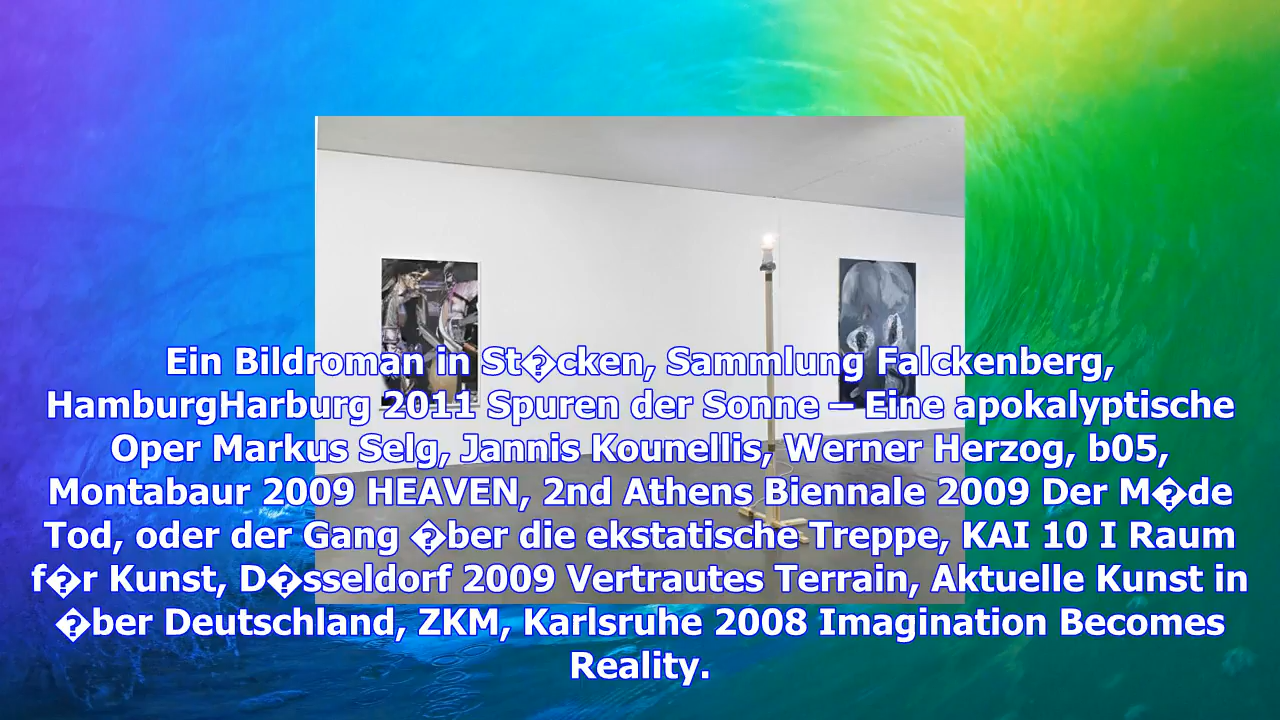 Ein Bildroman in St�cken, Sammlung Falckenberg,
HamburgHarburg 2011 Spuren der Sonne – Eine apokalyptische
Oper Markus Selg, Jannis Kounellis, Werner Herzog, b05,
Montabaur 2009 HEAVEN, 2nd Athens Biennale 2009 Der M�de
Tod, oder der Gang �ber die ekstatische Treppe, KAI 10 I Raum
f�r Kunst, D�sseldorf 2009 Vertrautes Terrain, Aktuelle Kunst in
�ber Deutschland, ZKM, Karlsruhe 2008 Imagination Becomes
Reality.